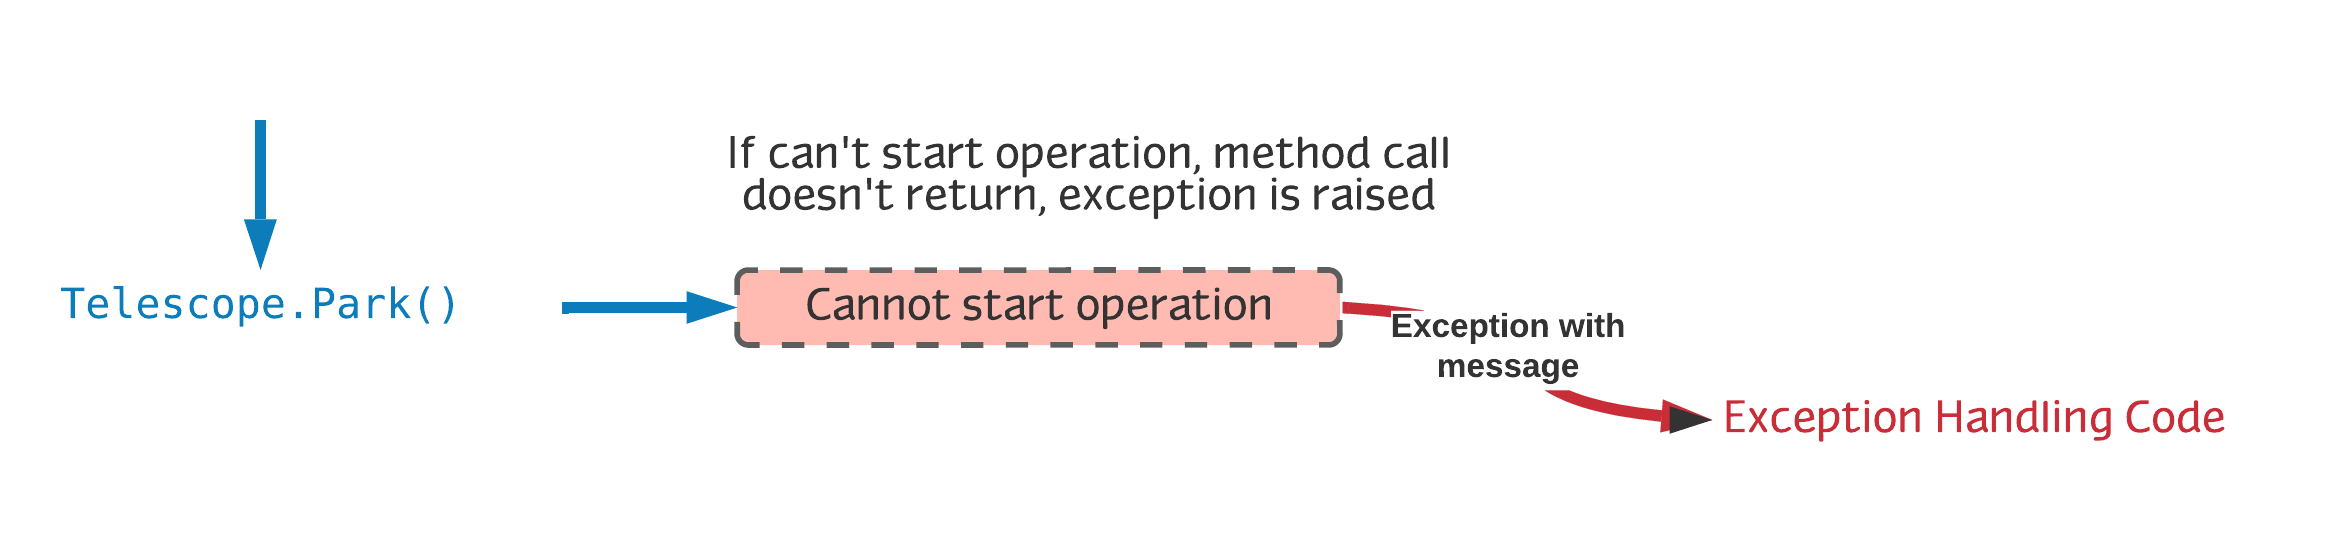 If can't start operation, method call
doesn't return, exception is raised
Telescope.Park()
Cannot start operation
Exception with
message
Exception Handling Code